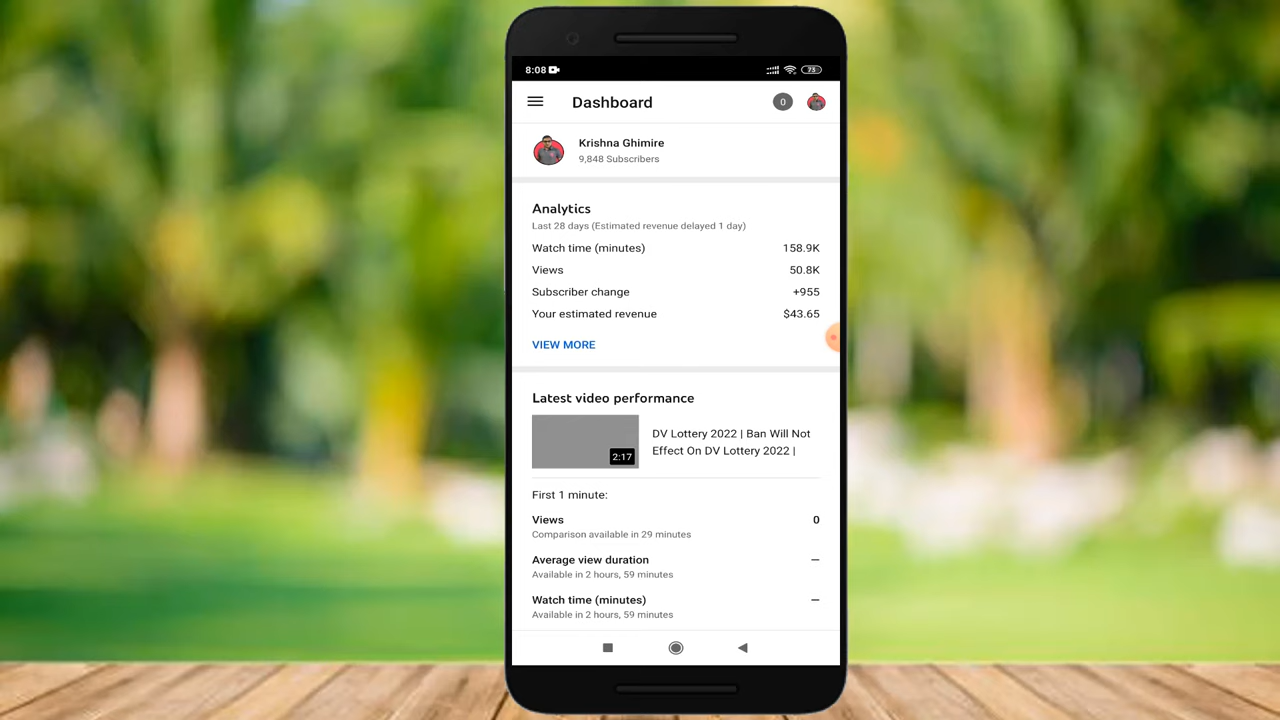 8:08
73
Dashboard
0
Krishna Ghimire
9,848 Subscribers
Analytics
Last 28 days (Estimated revenue delayed 1 day)
Watch time (minutes) 158.9K
Views 50.8K
Subscriber change +955
Your estimated revenue $43.65
VIEW MORE
Latest video performance
2:17
DV Lottery 2022 | Ban Will Not
Effect On DV Lottery 2022 |
First 1 minute:
Views 0
Comparison available in 29 minutes
Average view duration –
Available in 2 hours, 59 minutes
Watch time (minutes) –
Available in 2 hours, 59 minutes